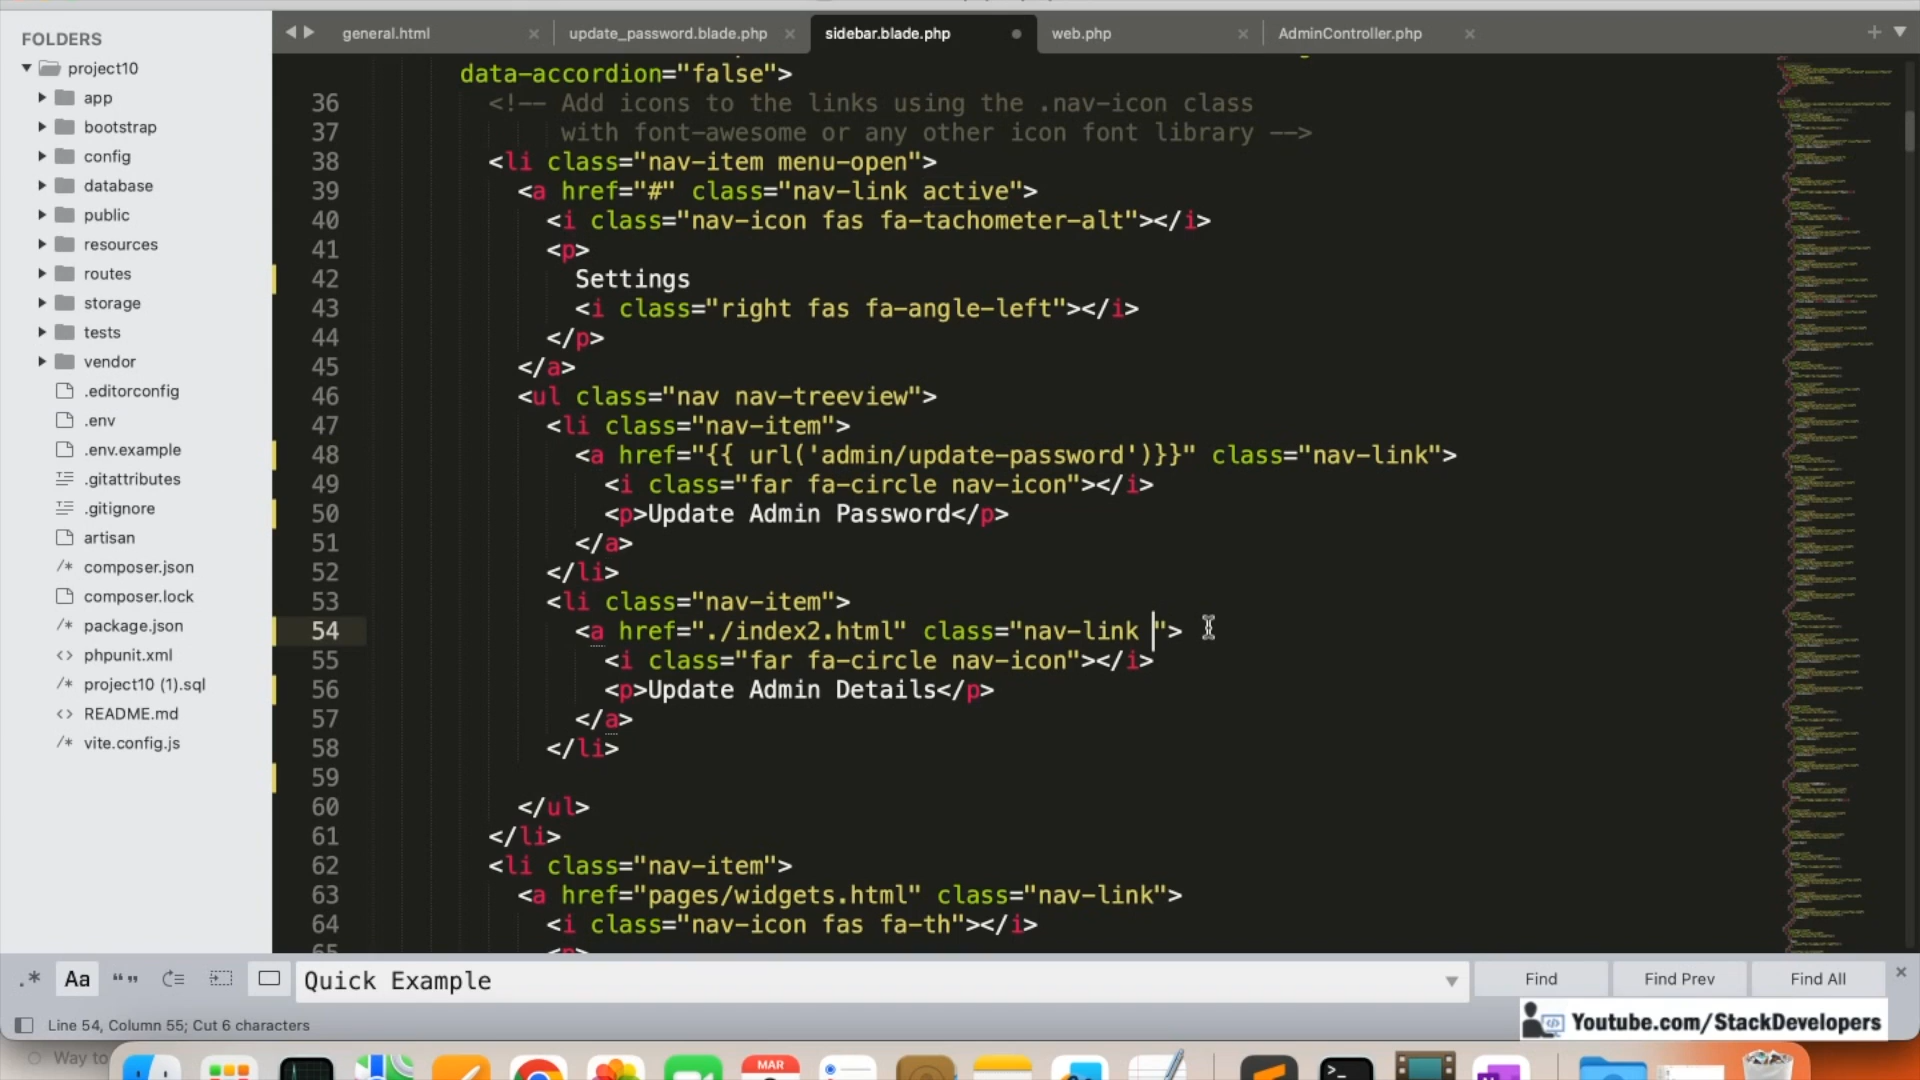 FOLDERS
project10
app
bootstrap
config
database
public
resources
routes
storage
tests
vendor
.editorconfig
.env
.env.example
.gitattributes
.gitignore
artisan
composer.json
composer.lock
package.json
phpunit.xml
project10 (1).sql
README.md
vite.config.js
general.html
update_password.blade.php
sidebar.blade.php
web.php
AdminController.php
data-accordion="false">
36 <!-- Add icons to the links using the .nav-icon class
37 with font-awesome or any other icon font library -->
38 <li class="nav-item menu-open">
39 <a href="#" class="nav-link active">
40 <i class="nav-icon fas fa-tachometer-alt"></i>
41 <p>
42 Settings
43 <i class="right fas fa-angle-left"></i>
44 </p>
45 </a>
46 <ul class="nav nav-treeview">
47 <li class="nav-item">
48 <a href="{{ url('admin/update-password')}}" class="nav-link">
49 <i class="far fa-circle nav-icon"></i>
50 <p>Update Admin Password</p>
51 </a>
52 </li>
53 <li class="nav-item">
54 <a href="./index2.html" class="nav-link ">
55 <i class="far fa-circle nav-icon"></i>
56 <p>Update Admin Details</p>
57 </a>
58 </li>
59
60 </ul>
61 </li>
62 <li class="nav-item">
63 <a href="pages/widgets.html" class="nav-link">
64 <i class="nav-icon fas fa-th"></i>
65 <p>
.* Aa “”
Quick Example
Find
Find Prev
Find All
Line 54, Column 55; Cut 6 characters
Youtube.com/StackDevelopers
Way to
MAR